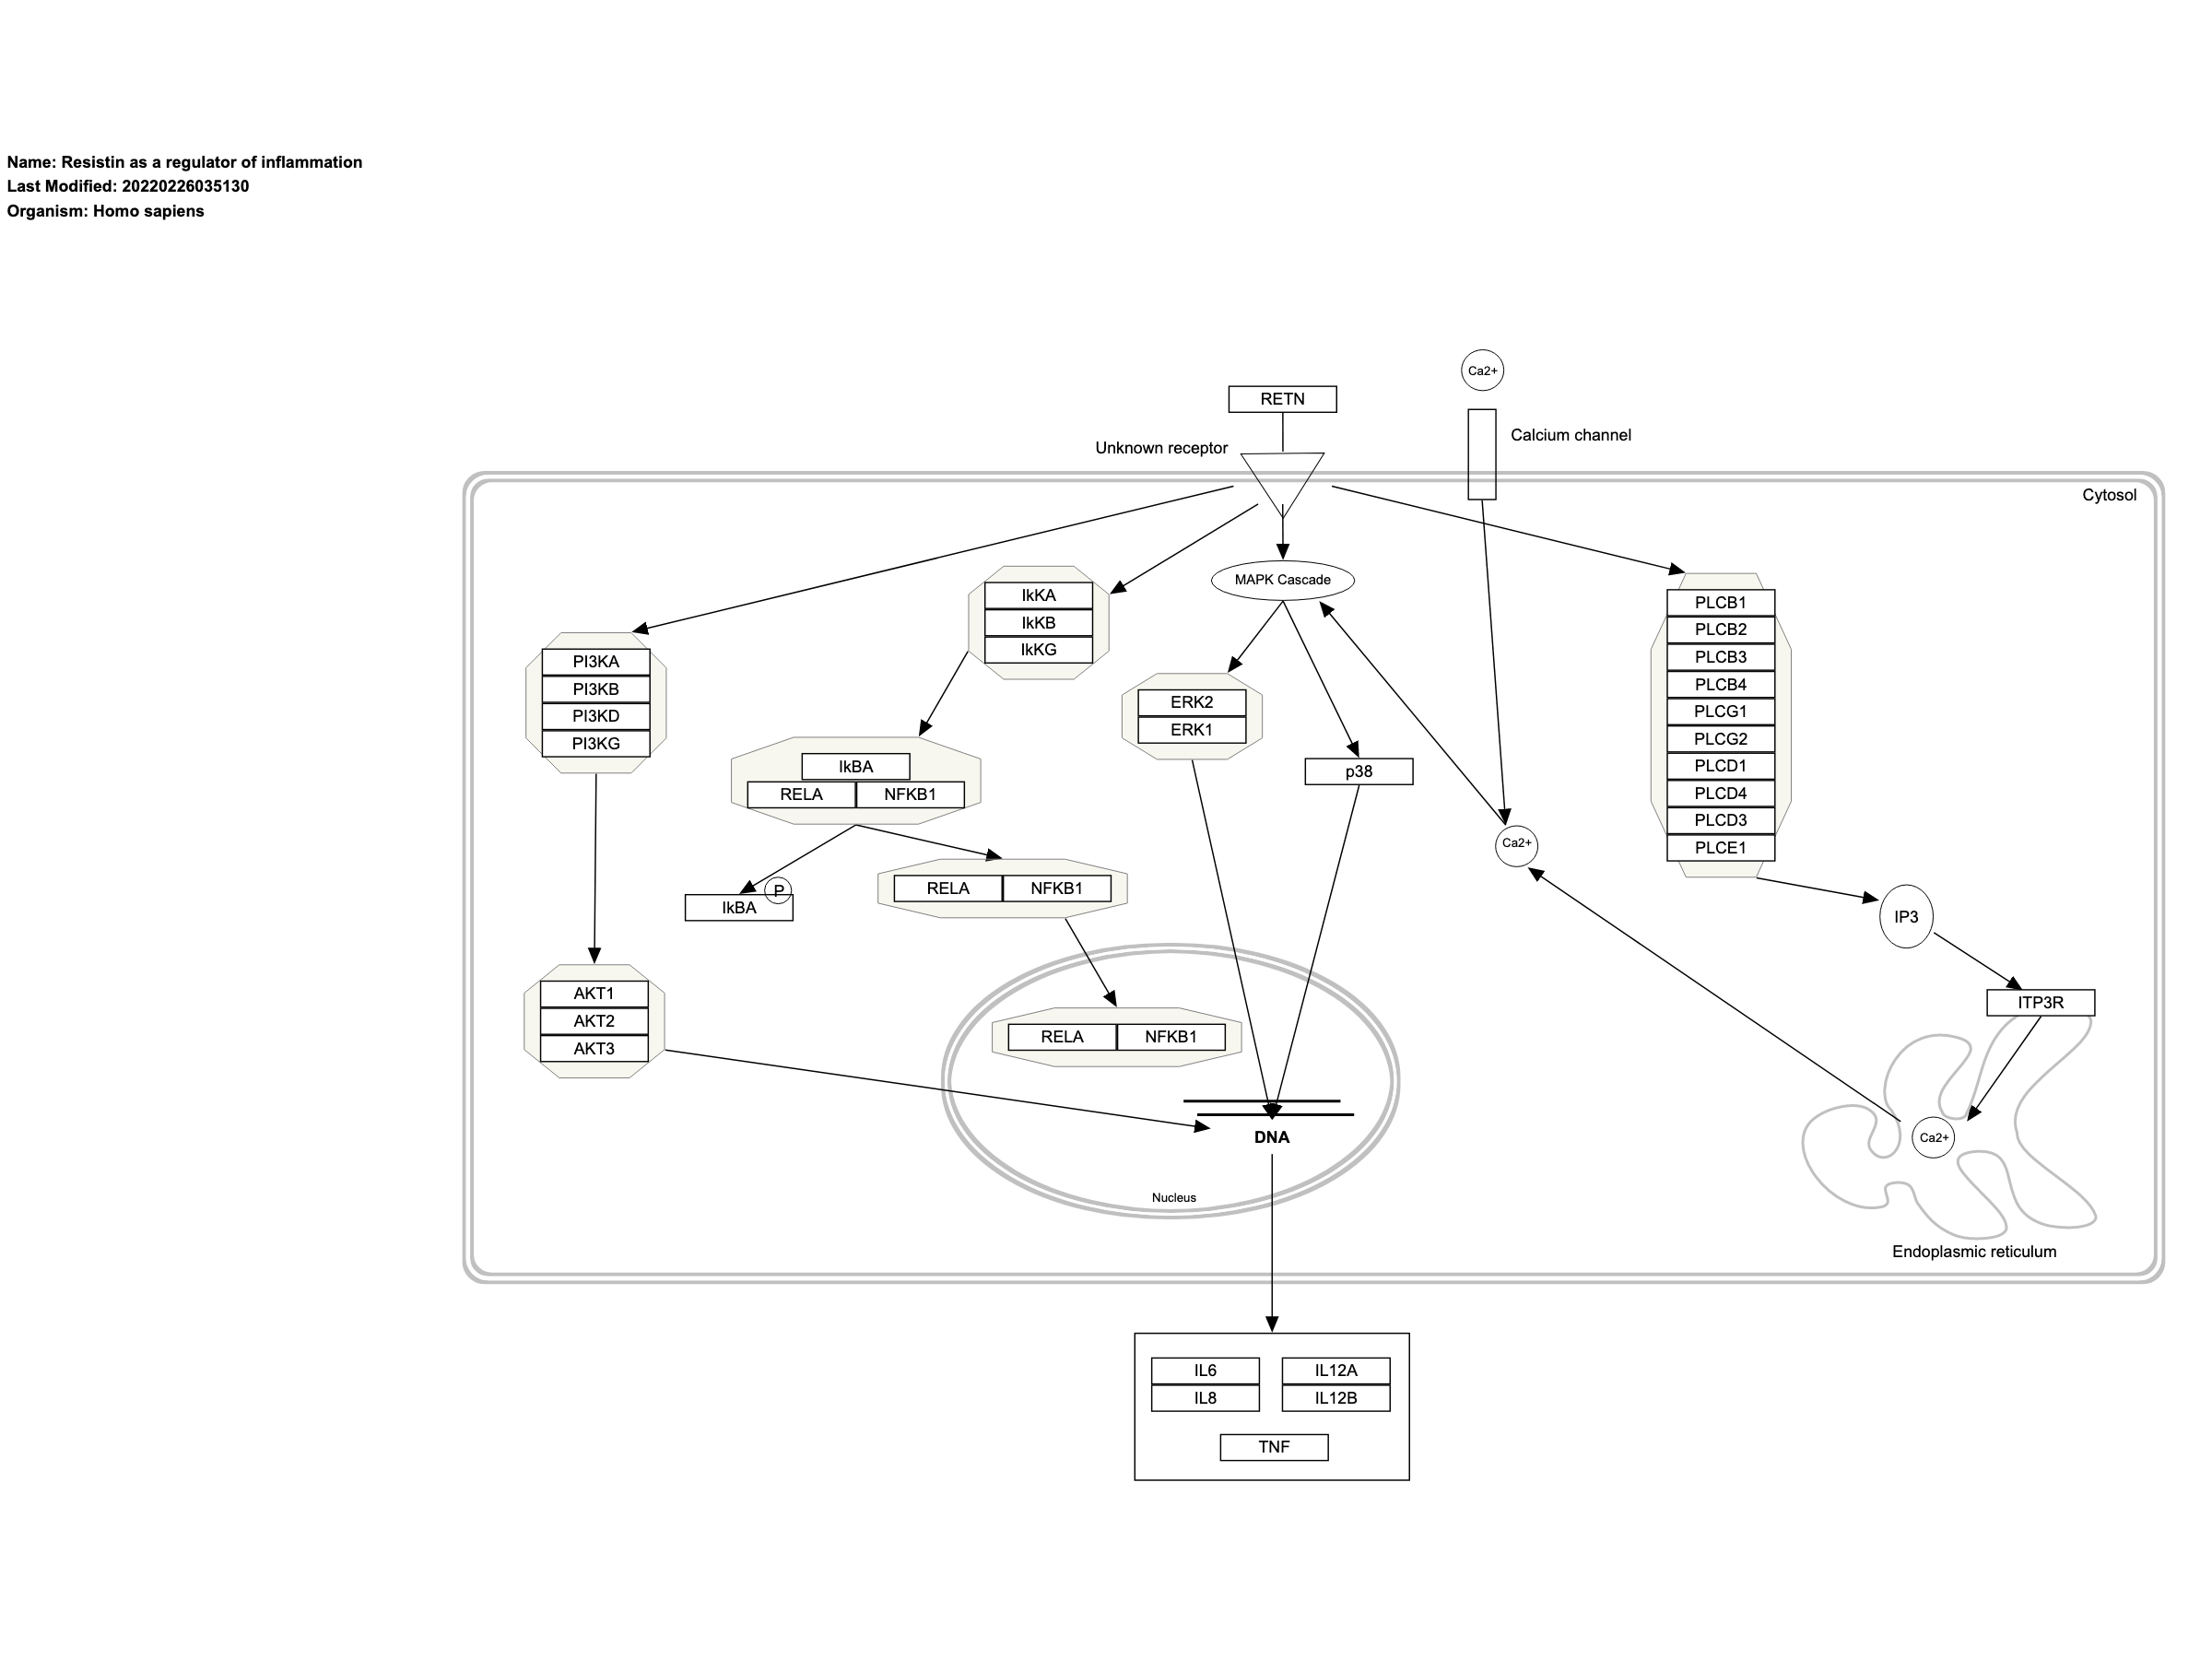 Name: Resistin as a regulator of inflammation
Last Modified: 20220226035130
Organism: Homo sapiens
Ca2+
RETN
Calcium channel
Unknown receptor
Cytosol
MAPK Cascade
IkKA
IkKB
IkKG
PLCB1
PLCB2
PLCB3
PLCB4
PLCG1
PLCG2
PLCD1
PLCD4
PLCD3
PLCE1
PI3KA
PI3KB
PI3KD
PI3KG
ERK2
ERK1
IkBA
RELA NFKB1
p38
Ca2+
P
IkBA
RELA NFKB1
IP3
AKT1
AKT2
AKT3
ITP3R
RELA NFKB1
DNA
Ca2+
Nucleus
Endoplasmic reticulum
IL6 IL12A
IL8 IL12B
TNF